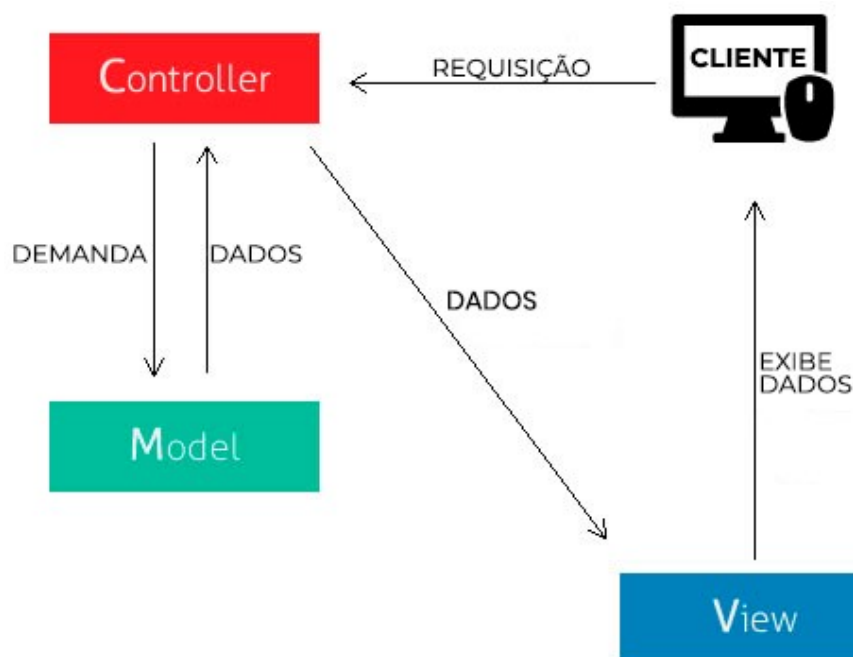 CLIENTE
REQUISIÇÃO
Controller
DEMANDA
DADOS
DADOS
EXIBE
DADOS
Model
View